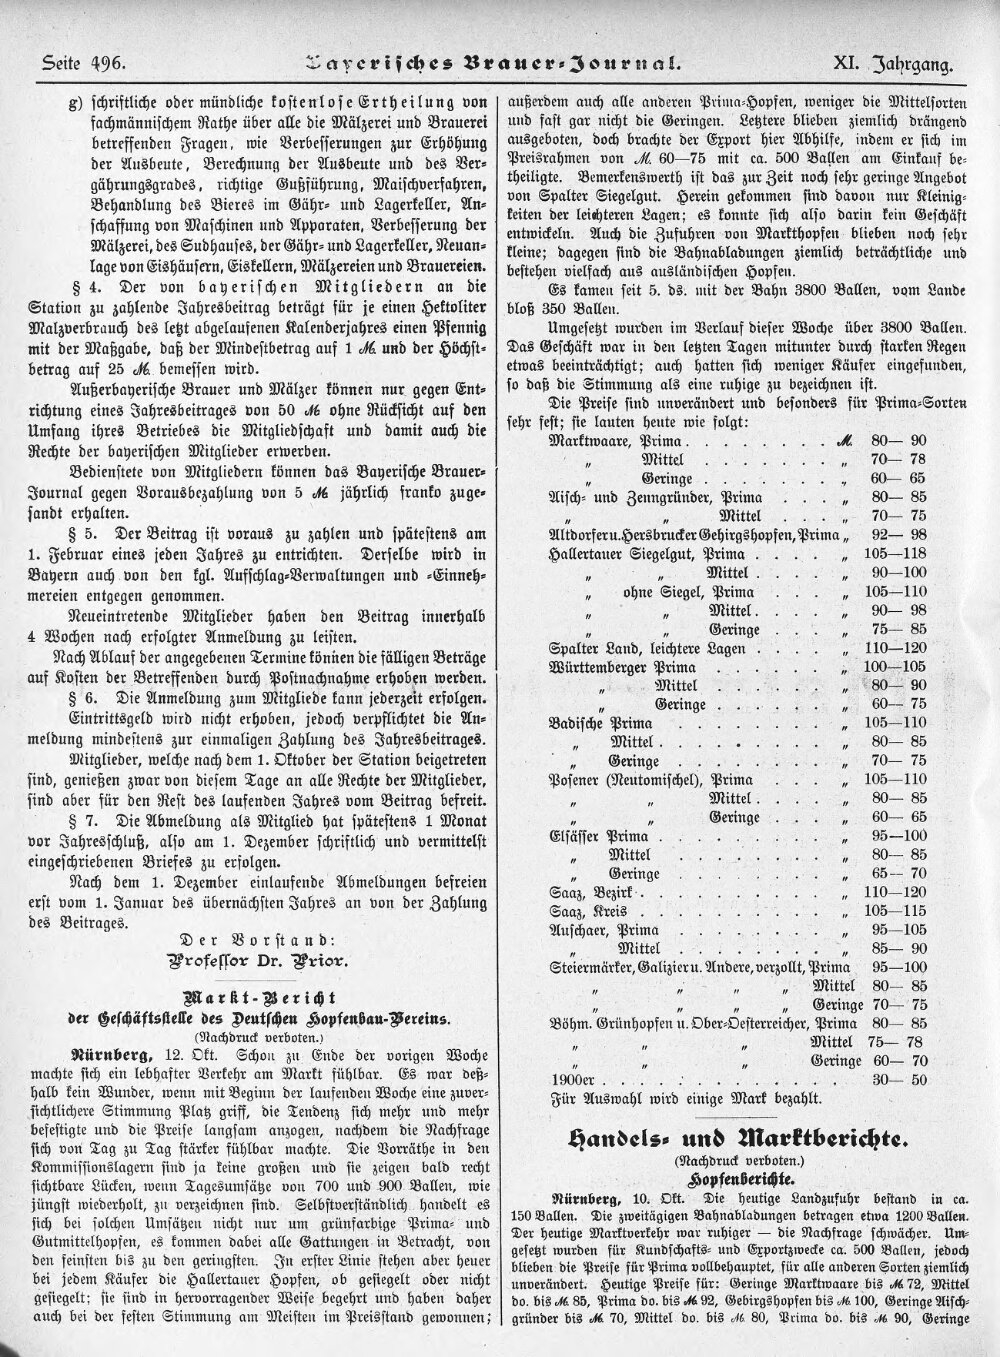 Seite 496.
Bayerisches Brauer-Journal.
XI. Jahrgang.
g) schriftliche oder mündliche kostenlose Ertheilung von
fachmännischem Rathe über alle die Mälzerei und Brauerei
betreffenden Fragen, wie Verbesserungen zur Erhöhung
der Ausbeute, Berechnung der Ausbeute und des Ver-
gährungsgrades, richtige Gußführung, Maischverfahren,
Behandlung des Bieres im Gähr- und Lagerkeller, An-
schaffung von Maschinen und Apparaten, Verbesserung der
Mälzerei, des Sudhauses, der Gähr- und Lagerkeller, Neuan-
lage von Eishäusern, Eiskellern, Mälzereien und Brauereien.
§ 4. Der von bayerischen Mitgliedern an die
Station zu zahlende Jahresbeitrag beträgt für je einen Hektoliter
Malzverbrauch des letzt abgelaufenen Kalenderjahres einen Pfennig
mit der Maßgabe, daß der Mindestbetrag auf 1 M. und der Höchst-
betrag auf 25 M. bemessen wird.
Außerbayerische Brauer und Mälzer können nur gegen Ent-
richtung eines Jahresbeitrages von 50 M ohne Rücksicht auf den
Umfang ihres Betriebes die Mitgliedschaft und damit auch die
Rechte der bayerischen Mitglieder erwerben.
Bedienstete von Mitgliedern können das Bayerische Brauer-
Journal gegen Vorausbezahlung von 5 M jährlich franko zuge-
sandt erhalten.
§ 5. Der Beitrag ist voraus zu zahlen und spätestens am
1. Februar eines jeden Jahres zu entrichten. Derselbe wird in
Bayern auch von den kgl. Aufschlag-Verwaltungen und -Einneh-
mereien entgegen genommen.
Neueintretende Mitglieder haben den Beitrag innerhalb
4 Wochen nach erfolgter Anmeldung zu leisten.
Nach Ablauf der angegebenen Termine können die fälligen Beträge
auf Kosten der Betreffenden durch Postnachnahme erhoben werden.
§ 6. Die Anmeldung zum Mitgliede kann jederzeit erfolgen.
Eintrittsgeld wird nicht erhoben, jedoch verpflichtet die An-
meldung mindestens zur einmaligen Zahlung des Jahresbeitrages.
Mitglieder, welche nach dem 1. Oktober der Station beigetreten
sind, genießen zwar von diesem Tage an alle Rechte der Mitglieder,
sind aber für den Rest des laufenden Jahres vom Beitrag befreit.
§ 7. Die Abmeldung als Mitglied hat spätestens 1 Monat
vor Jahresschluß, also am 1. Dezember schriftlich und vermittelst
eingeschriebenen Briefes zu erfolgen.
Nach dem 1. Dezember einlaufende Abmeldungen befreien
erst vom 1. Januar des übernächsten Jahres an von der Zahlung
des Beitrages.
Der Vorstand:
Professor Dr. Prior.
Markt-Bericht
der Geschäftsstelle des Deutschen Hopfenbau-Vereins.
(Nachdruck verboten.)
Nürnberg, 12. Okt. Schon zu Ende der vorigen Woche
machte sich ein lebhafter Verkehr am Markt fühlbar. Es war deß-
halb kein Wunder, wenn mit Beginn der laufenden Woche eine zuver-
sichtlichere Stimmung Platz griff, die Tendenz sich mehr und mehr
befestigte und die Preise langsam anzogen, nachdem die Nachfrage
sich von Tag zu Tag stärker fühlbar machte. Die Vorräthe in den
Kommissionslagern sind ja keine großen und sie zeigen bald recht
sichtbare Lücken, wenn Tagesumsätze von 700 und 900 Ballen, wie
jüngst wiederholt, zu verzeichnen sind. Selbstverständlich handelt es
sich bei solchen Umsätzen nicht nur um grünfarbige Prima- und
Gutmittelhopfen, es kommen dabei alle Gattungen in Betracht, von
den feinsten bis zu den geringsten. In erster Linie stehen aber heuer
bei jedem Käufer die Hallertauer Hopfen, ob gesiegelt oder nicht
gesiegelt; sie sind in hervorragender Weise begehrt und haben daher
auch bei der festen Stimmung am Meisten im Preisstand gewonnen;
außerdem auch alle anderen Prima-Hopfen, weniger die Mittelsorten
und fast gar nicht die Geringen. Letztere blieben ziemlich drängend
ausgeboten, doch brachte der Export hier Abhilfe, indem er sich im
Preisrahmen von M. 60—75 mit ca. 500 Ballen am Einkauf be-
theiligte. Bemerkenswerth ist das zur Zeit noch sehr geringe Angebot
von Spalter Siegelgut. Herein gekommen sind davon nur Kleinig-
keiten der leichteren Lagen; es konnte sich also darin kein Geschäft
entwickeln. Auch die Zufuhren von Markthopfen blieben noch sehr
kleine; dagegen sind die Bahnabladungen ziemlich beträchtliche und
bestehen vielfach aus ausländischen Hopfen.
Es kamen seit 5. ds. mit der Bahn 3800 Ballen, vom Lande
bloß 350 Ballen.
Umgesetzt wurden im Verlauf dieser Woche über 3800 Ballen.
Das Geschäft war in den letzten Tagen mitunter durch starken Regen
etwas beeinträchtigt; auch hatten sich weniger Käufer eingefunden,
so daß die Stimmung als eine ruhige zu bezeichnen ist.
Die Preise sind unverändert und besonders für Prima-Sorten
sehr fest; sie lauten heute wie folgt:
Marktwaare, Prima . . . . . . . . M. 80— 90
„ Mittel . . . . . . . „ 70— 78
„ Geringe . . . . . . . „ 60— 65
Aisch- und Zenngründer, Prima . . . „ 80— 85
„ „ Mittel . . . „ 70— 75
Altdorfer u. Hersbrucker Gebirgshopfen, Prima „ 92— 98
Hallertauer Siegelgut, Prima . . . . „ 105—118
„ „ Mittel . . . . „ 90—100
„ ohne Siegel, Prima . . . „ 105—110
„ „ Mittel . . . . „ 90— 98
„ „ Geringe . . . . „ 75— 85
Spalter Land, leichtere Lagen . . . . „ 110—120
Württemberger Prima . . . . . . „ 100—105
„ Mittel . . . . . . „ 80— 90
„ Geringe . . . . . . „ 60— 75
Badische Prima . . . . . . . „ 105—110
„ Mittel . . . . . . . . „ 80— 85
„ Geringe . . . . . . . „ 70— 75
Posener (Neutomischel), Prima . . . . „ 105—110
„ „ Mittel . . . . „ 80— 85
„ „ Geringe . . . . „ 60— 65
Elsässer Prima . . . . . . . . „ 95—100
„ Mittel . . . . . . . „ 80— 85
„ Geringe . . . . . . . „ 65— 70
Saaz, Bezirk . . . . . . . . . „ 110—120
Saaz, Kreis . . . . . . . . . „ 105—115
Auschaer, Prima . . . . . . . „ 95—105
„ Mittel . . . . . . . „ 85— 90
Steiermärker, Galizier u. Andere, verzollt, Prima 95—100
„ „ „ „ Mittel 80— 85
„ „ „ „ Geringe 70— 75
Böhm. Grünhopfen u. Ober-Oesterreicher, Prima 80— 85
„ „ „ Mittel 75— 78
„ „ „ Geringe 60— 70
1900er . . . . . . . . . . . 30— 50
Für Auswahl wird einige Mark bezahlt.
Handels- und Marktberichte.
(Nachdruck verboten.)
Hopfenberichte.
Nürnberg, 10. Okt. Die heutige Landzufuhr bestand in ca.
150 Ballen. Die zweitägigen Bahnabladungen betragen etwa 1200 Ballen.
Der heutige Marktverkehr war ruhiger — die Nachfrage schwächer. Um-
gesetzt wurden für Kundschafts- und Exportzwecke ca. 500 Ballen, jedoch
blieben die Preise für Prima vollbehauptet, für alle anderen Sorten ziemlich
unverändert. Heutige Preise für: Geringe Marktwaare bis M. 72, Mittel
do. bis M. 85, Prima do. bis M. 92, Gebirgshopfen bis M. 100, Geringe Aisch-
gründer bis M. 70, Mittel do. bis M. 80, Prima do. bis M. 90, Geringe